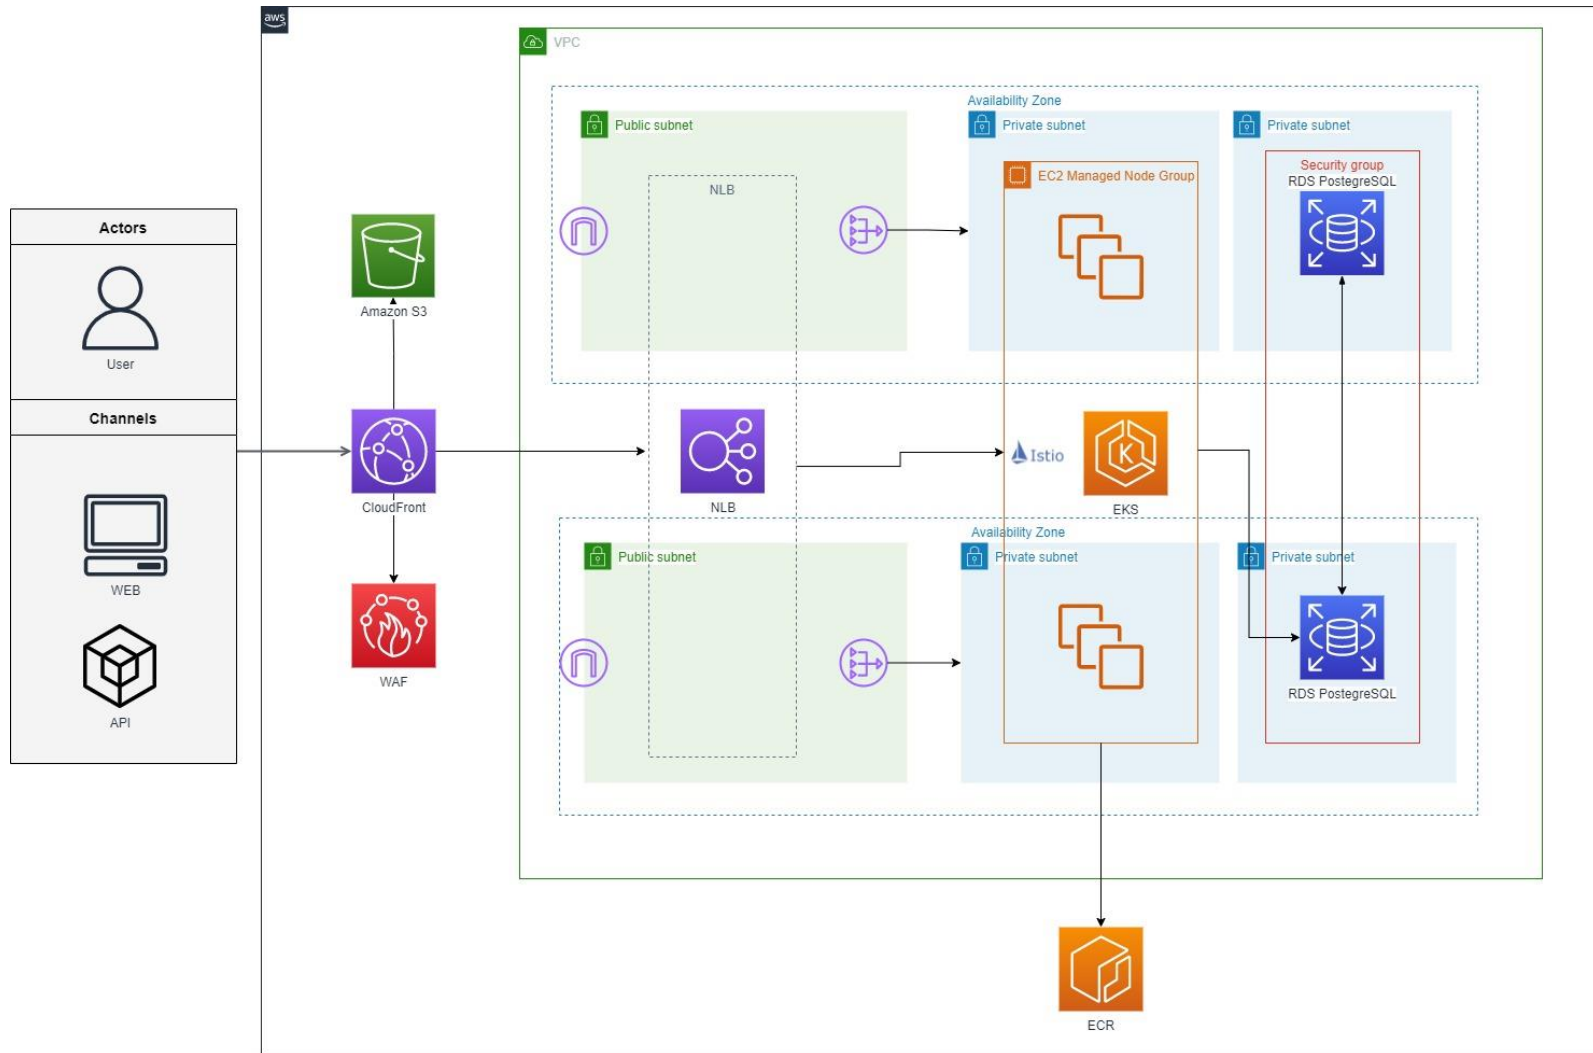 aws
VPC
Availability Zone
Public subnet
Private subnet
Private subnet
Security group
RDS PostegreSQL
EC2 Managed Node Group
NLB
Actors
User
Amazon S3
Channels
CloudFront
NLB
Istio
EKS
Availability Zone
Public subnet
Private subnet
Private subnet
WEB
WAF
RDS PostegreSQL
API
ECR